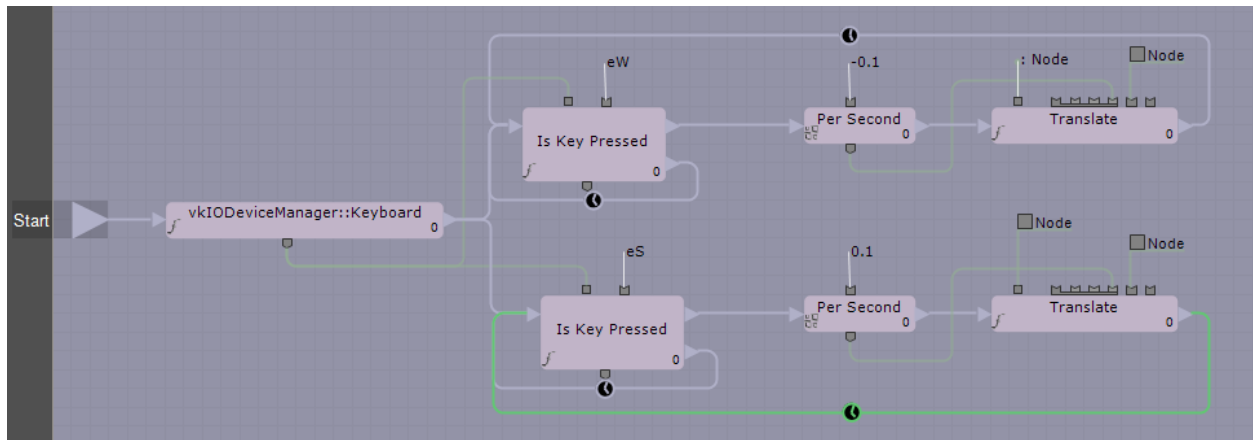 eW
-0.1
: Node
Node
Is Key Pressed
0
Per Second
0
Translate
0
Start
vkIODeviceManager::Keyboard
0
eS
0.1
Node
Node
Is Key Pressed
0
Per Second
0
Translate
0